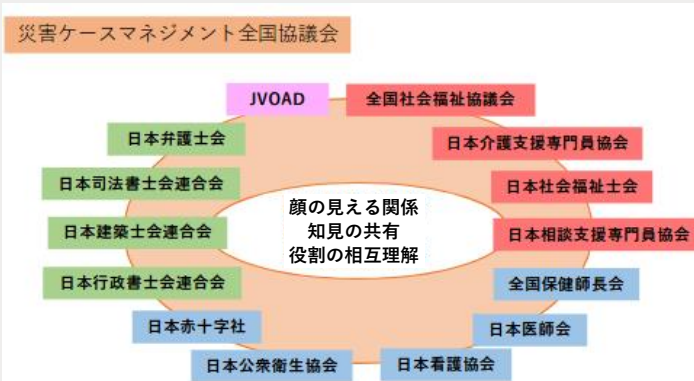 災害ケースマネジメント全国協議会
JVOAD
全国社会福祉協議会
日本弁護士会
日本介護支援専門員協会
日本司法書士会連合会
日本社会福祉士会
顔の見える関係
知見の共有
役割の相互理解
日本建築士会連合会
日本相談支援専門員協会
日本行政書士会連合会
全国保健師長会
日本赤十字社
日本医師会
日本公衆衛生協会
日本看護協会